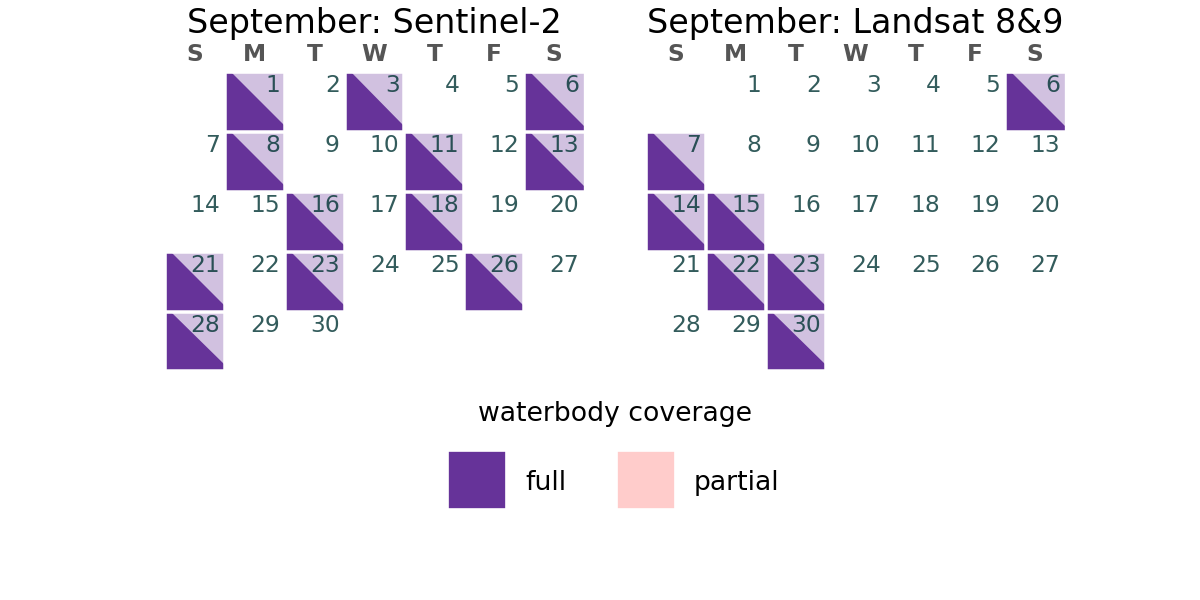 September: Sentinel-2
S M T W T F S
1 2 3 4 5 6
7 8 9 10 11 12 13
14 15 16 17 18 19 20
21 22 23 24 25 26 27
28 29 30
September: Landsat 8&9
S M T W T F S
1 2 3 4 5 6
7 8 9 10 11 12 13
14 15 16 17 18 19 20
21 22 23 24 25 26 27
28 29 30
waterbody coverage
full partial